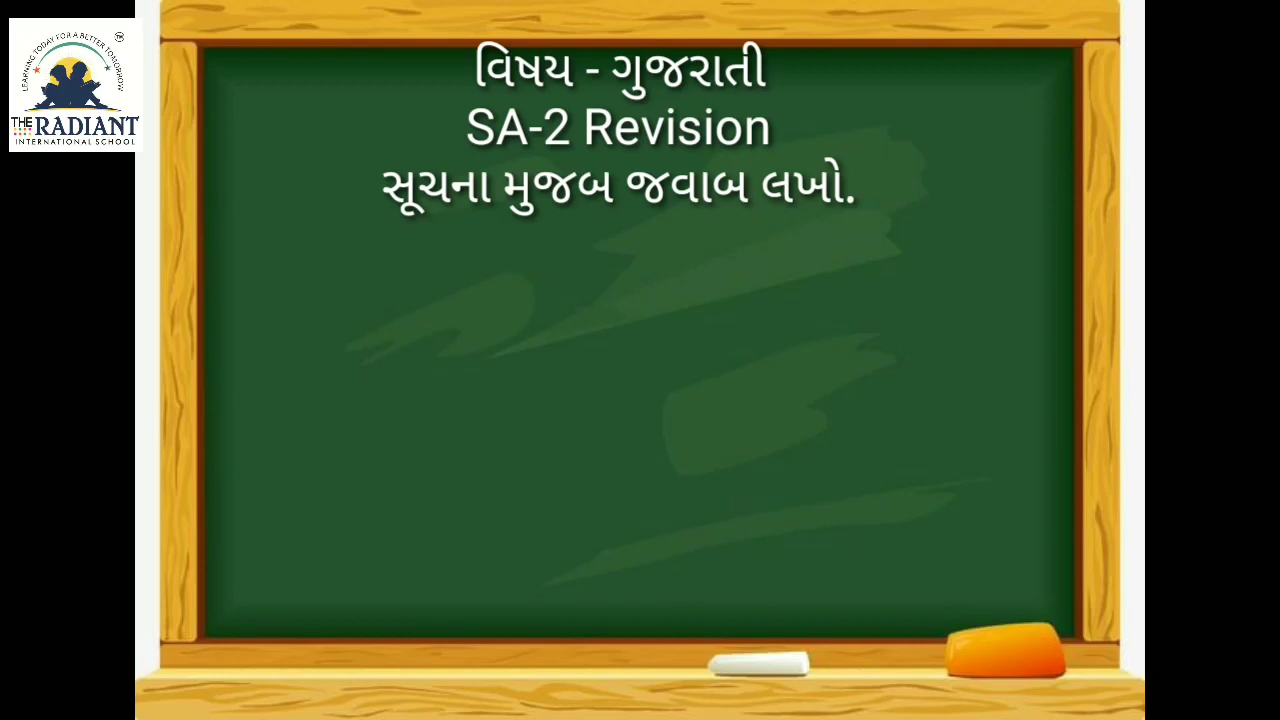 LEARNING TODAY FOR A BETTER TOMORROW
THE RADIANT
INTERNATIONAL SCHOOL
વિષય - ગુજરાતી
SA-2 Revision
સૂચના મુજબ જવાબ લખો.